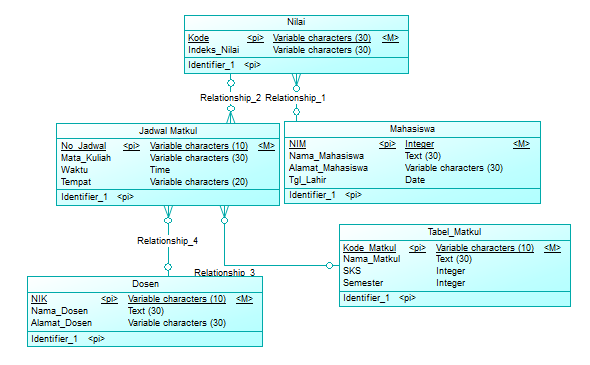 Nilai
Kode <pi> Variable characters (30) <M>
Indeks_Nilai Variable characters (30)
Identifier_1 <pi>
Relationship_2 Relationship_1
Jadwal Matkul
No_Jadwal <pi> Variable characters (10) <M>
Mata_Kuliah Variable characters (30)
Waktu Time
Tempat Variable characters (20)
Identifier_1 <pi>
Mahasiswa
NIM <pi> Integer <M>
Nama_Mahasiswa Text (30)
Alamat_Mahasiswa Variable characters (30)
Tgl_Lahir Date
Identifier_1 <pi>
Relationship_4
Relationship_3
Tabel_Matkul
Kode_Matkul <pi> Variable characters (10) <M>
Nama_Matkul Text (30)
SKS Integer
Semester Integer
Identifier_1 <pi>
Dosen
NIK <pi> Variable characters (10) <M>
Nama_Dosen Text (30)
Alamat_Dosen Variable characters (30)
Identifier_1 <pi>